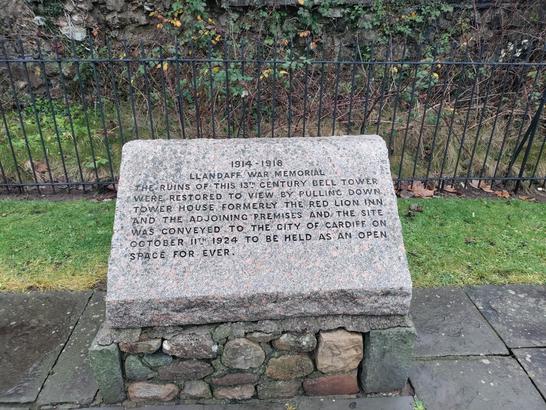 1914-1918
LLANDAFF WAR MEMORIAL
THE RUINS OF THIS 13TH CENTURY BELL TOWER
WERE RESTORED TO VIEW BY PULLING DOWN
TOWER HOUSE FORMERLY THE RED LION INN
AND THE ADJOINING PREMISES AND THE SITE
WAS CONVEYED TO THE CITY OF CARDIFF ON
OCTOBER 11TH 1924 TO BE HELD AS AN OPEN
SPACE FOR EVER.